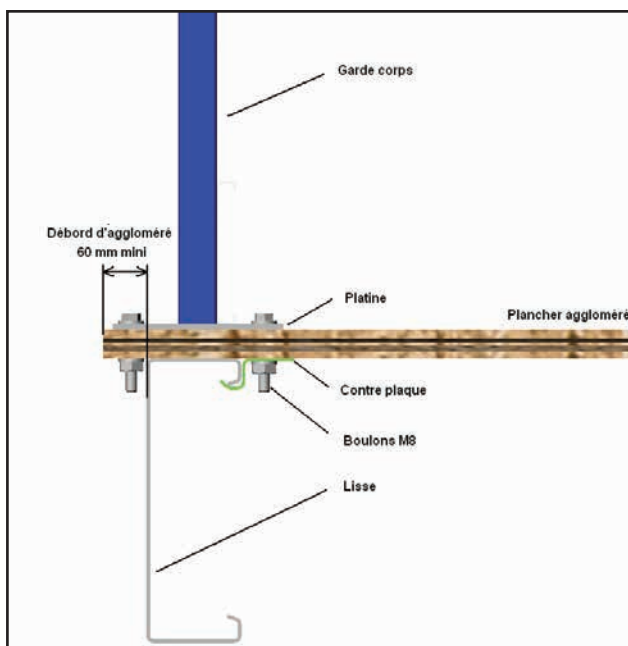 Garde corps
Débord d'aggloméré
60 mm mini
Platine
Plancher aggloméré
Contre plaque
Boulons M8
Lisse